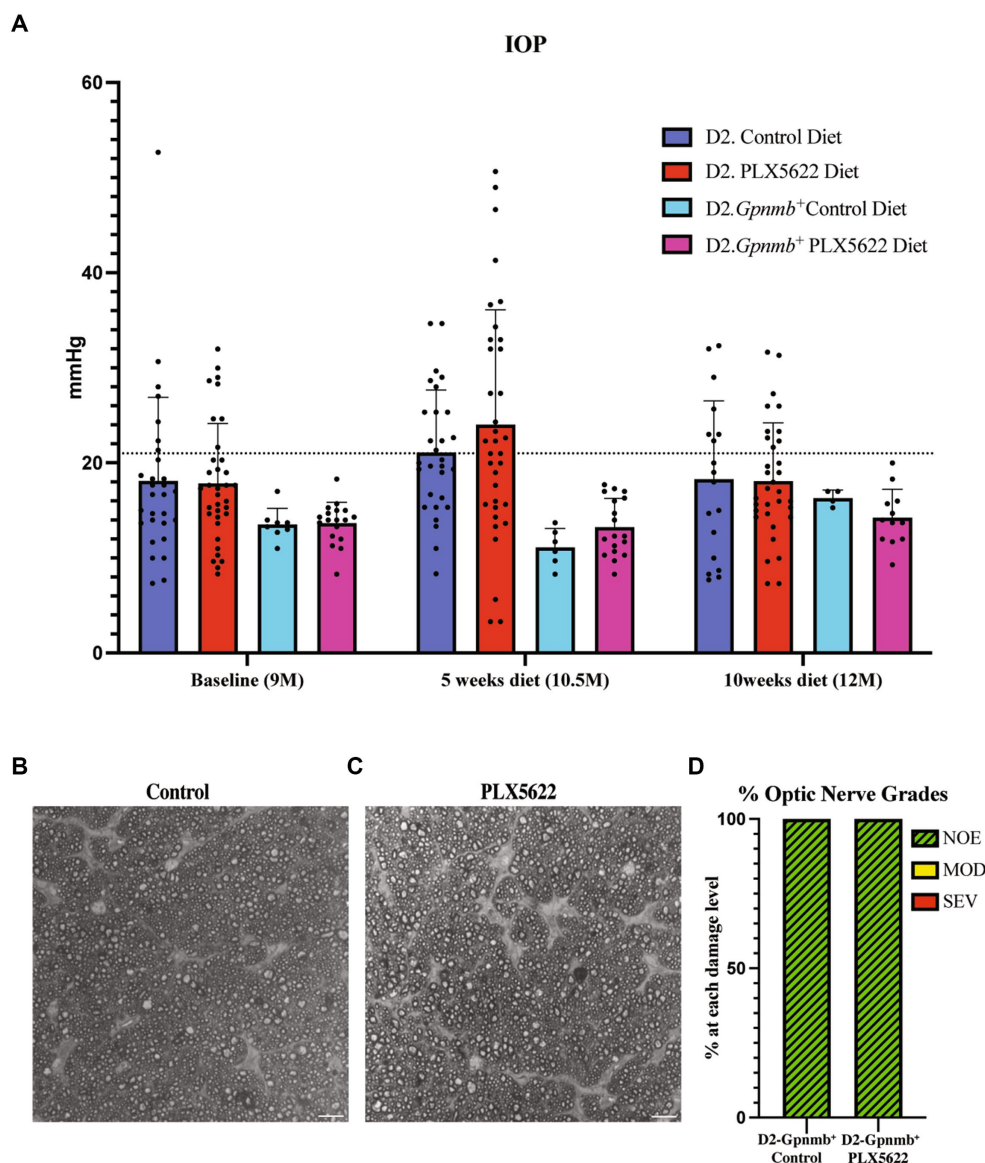 A
IOP
60
40
20
0
mmHg
D2. Control Diet
D2. PLX5622 Diet
D2.Gpnmb+Control Diet
D2.Gpnmb+ PLX5622 Diet
Baseline (9M)
5 weeks diet (10.5M)
10weeks diet (12M)
B
Control
C
PLX5622
D
% Optic Nerve Grades
100
50
0
% at each damage level
NOE
MOD
SEV
D2-Gpnmb+
Control
D2-Gpnmb+
PLX5622